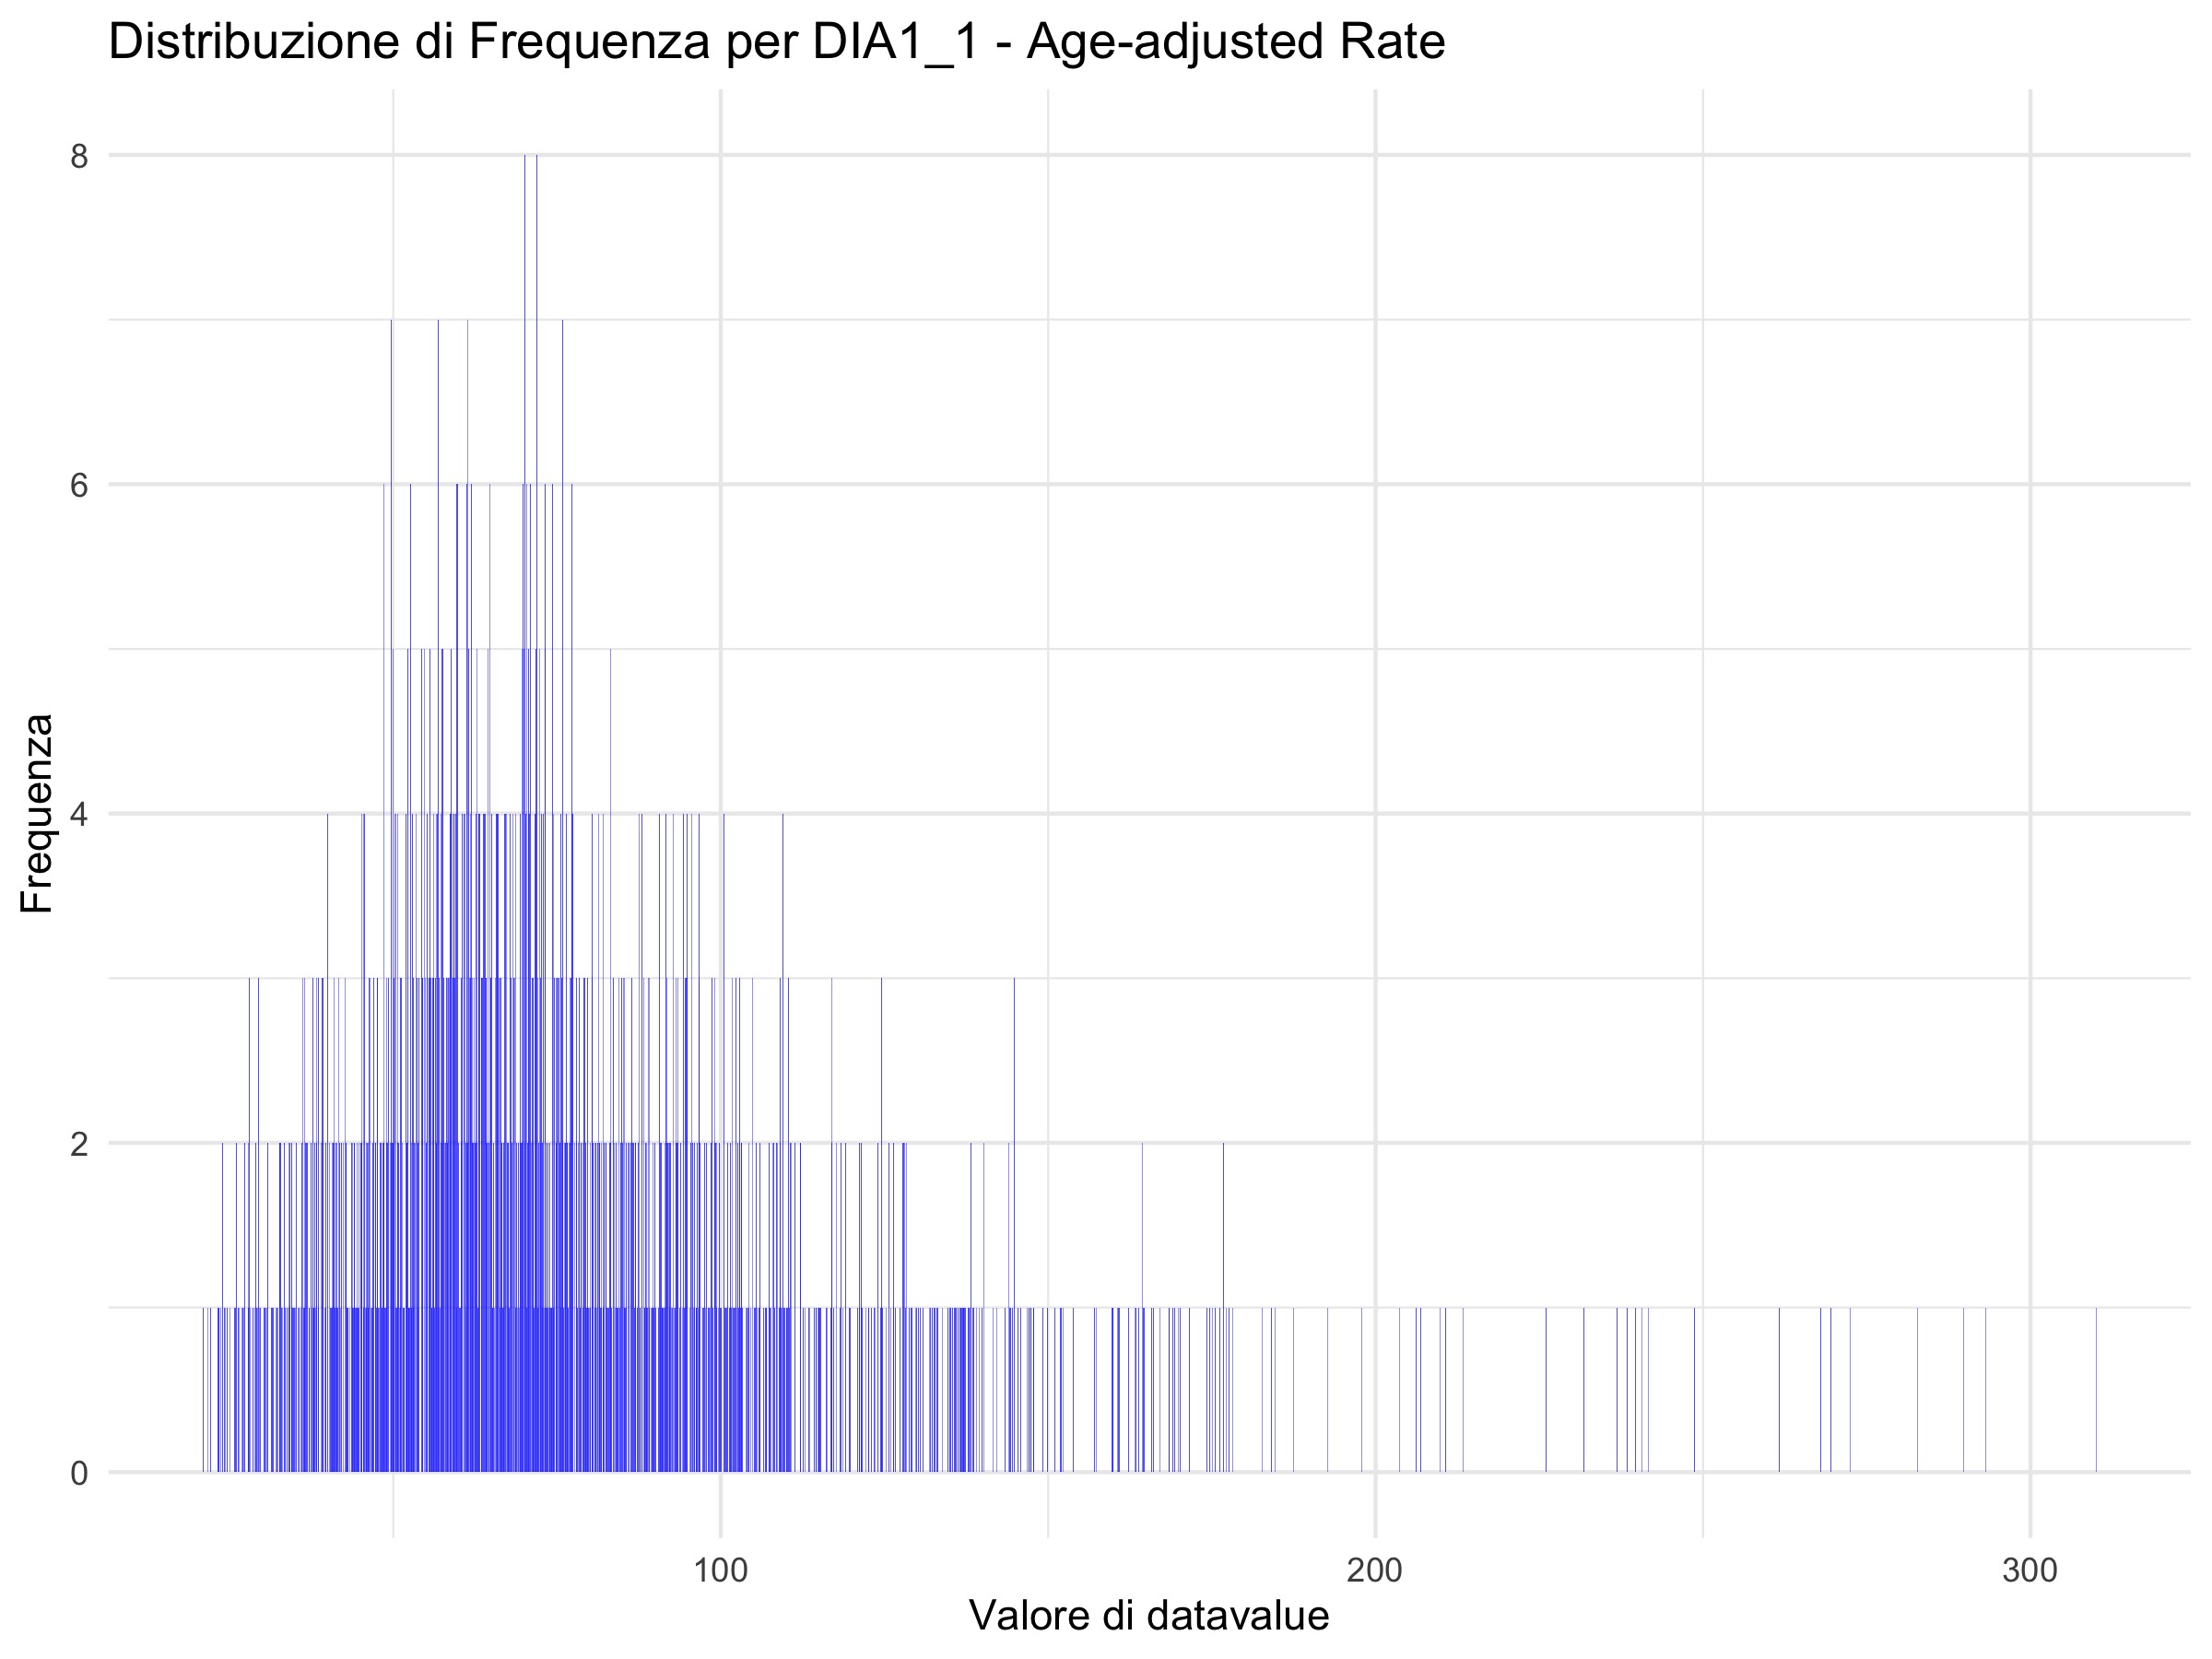 Distribuzione di Frequenza per DIA1_1 - Age-adjusted Rate
8
6
4
2
0
Frequenza
100 200 300
Valore di datavalue